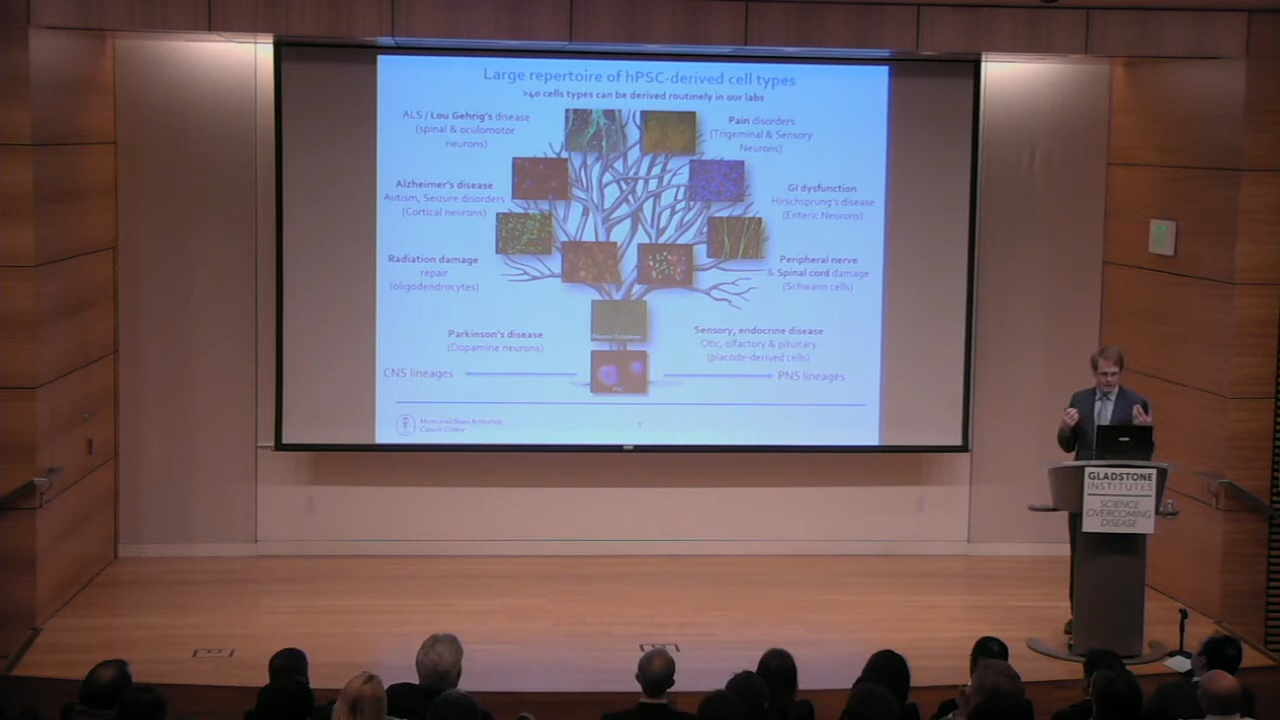 Large repertoire of hPSC-derived cell types
>40 cells types can be derived routinely in our labs
ALS / Lou Gehrig's disease
(spinal & oculomotor
neurons)
Pain disorders
(Trigeminal & Sensory
Neurons)
Alzheimer's disease
Autism, Seizure disorders
(Cortical neurons)
GI dysfunction
Hirschsprung's disease
(Enteric Neurons)
Radiation damage
repair
(oligodendrocytes)
Peripheral nerve
& Spinal cord damage
(Schwann cells)
Parkinson's disease
(Dopamine neurons)
Sensory, endocrine disease
Otic, olfactory & pituitary
(placode-derived cells)
CNS lineages
PNS lineages
PSC
Memorial Sloan Kettering
Cancer Center
GLADSTONE
INSTITUTES
SCIENCE
OVERCOMING
DISEASE